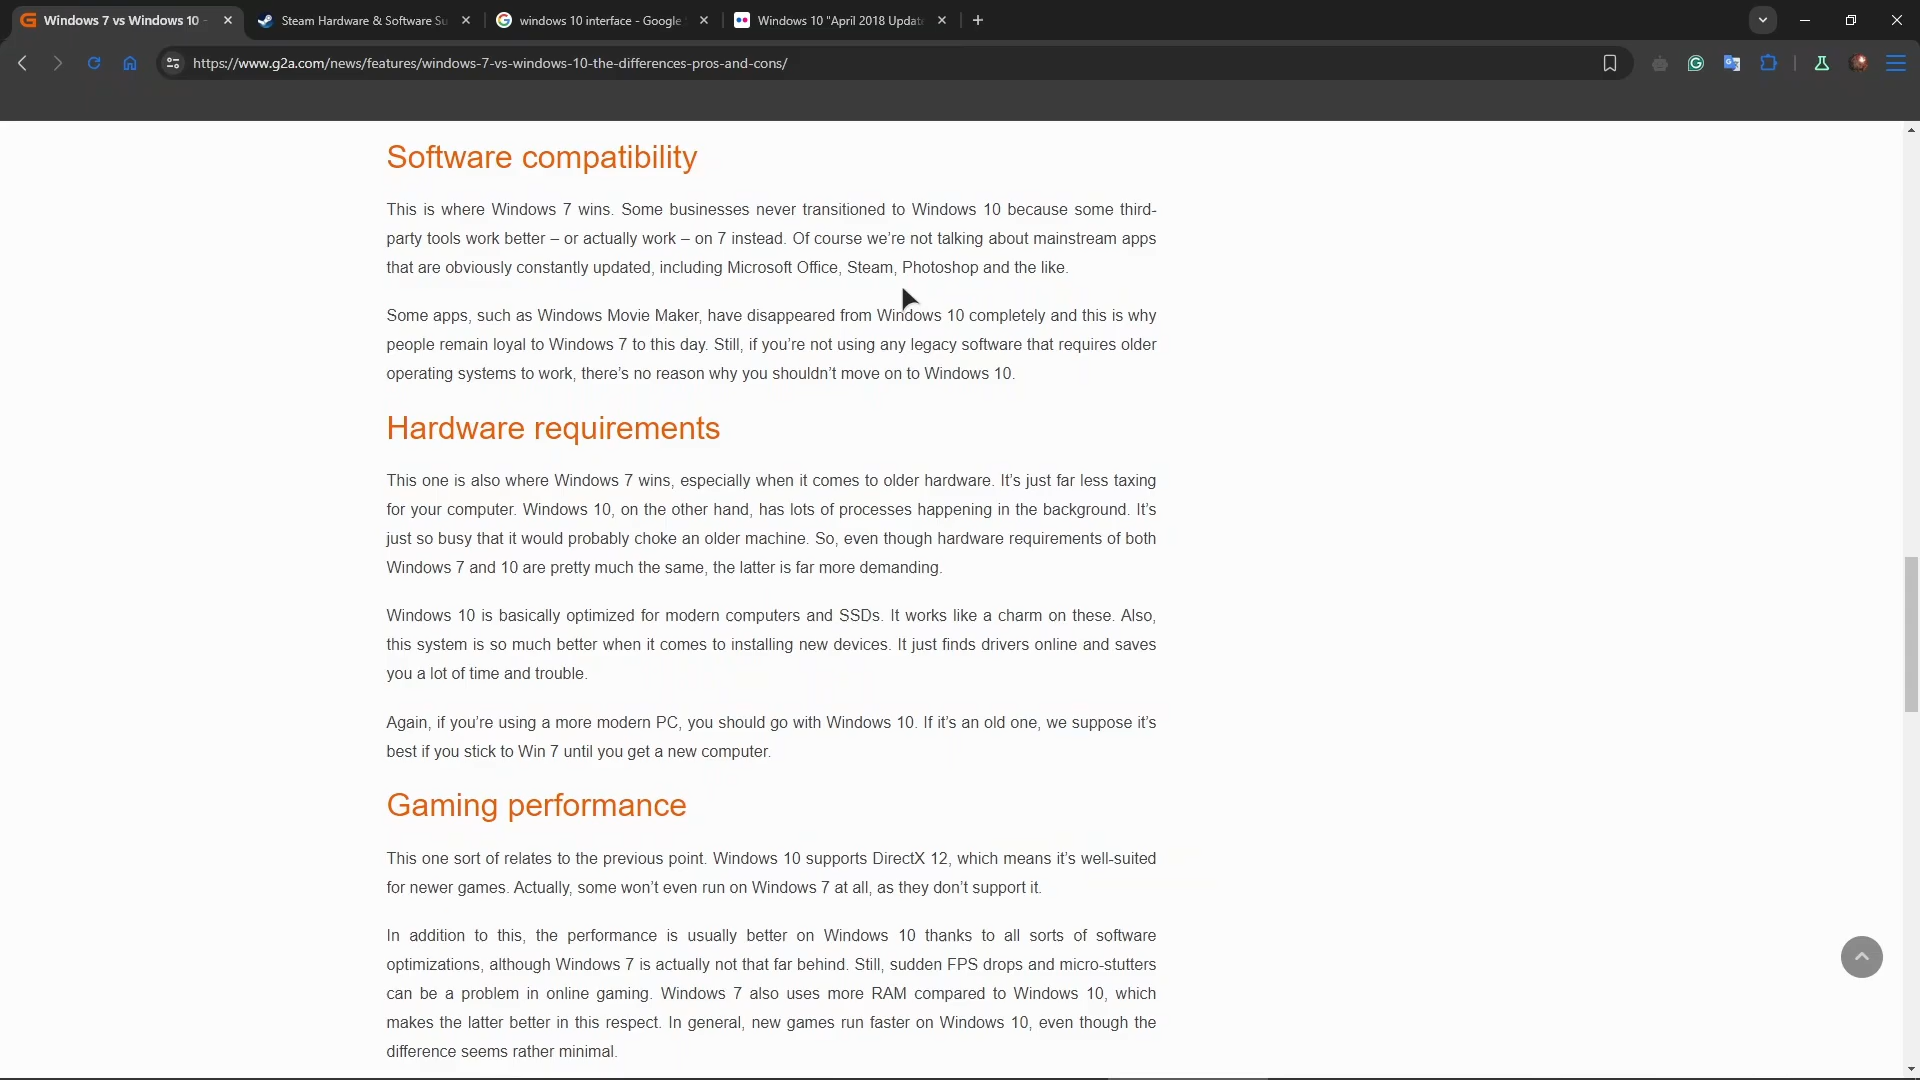 Windows 7 vs Windows 10 -
Steam Hardware & Software Su
windows 10 interface - Google
Windows 10 "April 2018 Updat
https://www.g2a.com/news/features/windows-7-vs-windows-10-the-differences-pros-and-cons/
Software compatibility
This is where Windows 7 wins. Some businesses never transitioned to Windows 10 because some third-
party tools work better – or actually work – on 7 instead. Of course we’re not talking about mainstream apps
that are obviously constantly updated, including Microsoft Office, Steam, Photoshop and the like.
Some apps, such as Windows Movie Maker, have disappeared from Windows 10 completely and this is why
people remain loyal to Windows 7 to this day. Still, if you’re not using any legacy software that requires older
operating systems to work, there’s no reason why you shouldn’t move on to Windows 10.
Hardware requirements
This one is also where Windows 7 wins, especially when it comes to older hardware. It’s just far less taxing
for your computer. Windows 10, on the other hand, has lots of processes happening in the background. It’s
just so busy that it would probably choke an older machine. So, even though hardware requirements of both
Windows 7 and 10 are pretty much the same, the latter is far more demanding.
Windows 10 is basically optimized for modern computers and SSDs. It works like a charm on these. Also,
this system is so much better when it comes to installing new devices. It just finds drivers online and saves
you a lot of time and trouble.
Again, if you’re using a more modern PC, you should go with Windows 10. If it’s an old one, we suppose it’s
best if you stick to Win 7 until you get a new computer.
Gaming performance
This one sort of relates to the previous point. Windows 10 supports DirectX 12, which means it’s well-suited
for newer games. Actually, some won’t even run on Windows 7 at all, as they don’t support it.
In addition to this, the performance is usually better on Windows 10 thanks to all sorts of software
optimizations, although Windows 7 is actually not that far behind. Still, sudden FPS drops and micro-stutters
can be a problem in online gaming. Windows 7 also uses more RAM compared to Windows 10, which
makes the latter better in this respect. In general, new games run faster on Windows 10, even though the
difference seems rather minimal.